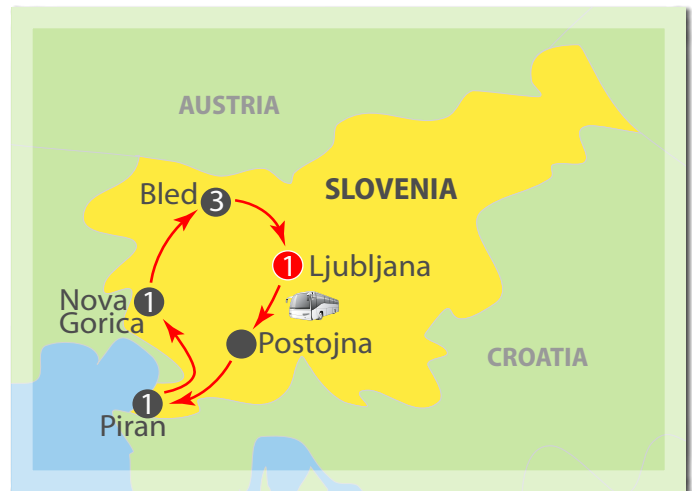 AUSTRIA
SLOVENIA
Bled 3
1 Ljubljana
Nova
Gorica 1
Postojna
CROATIA
1
Piran